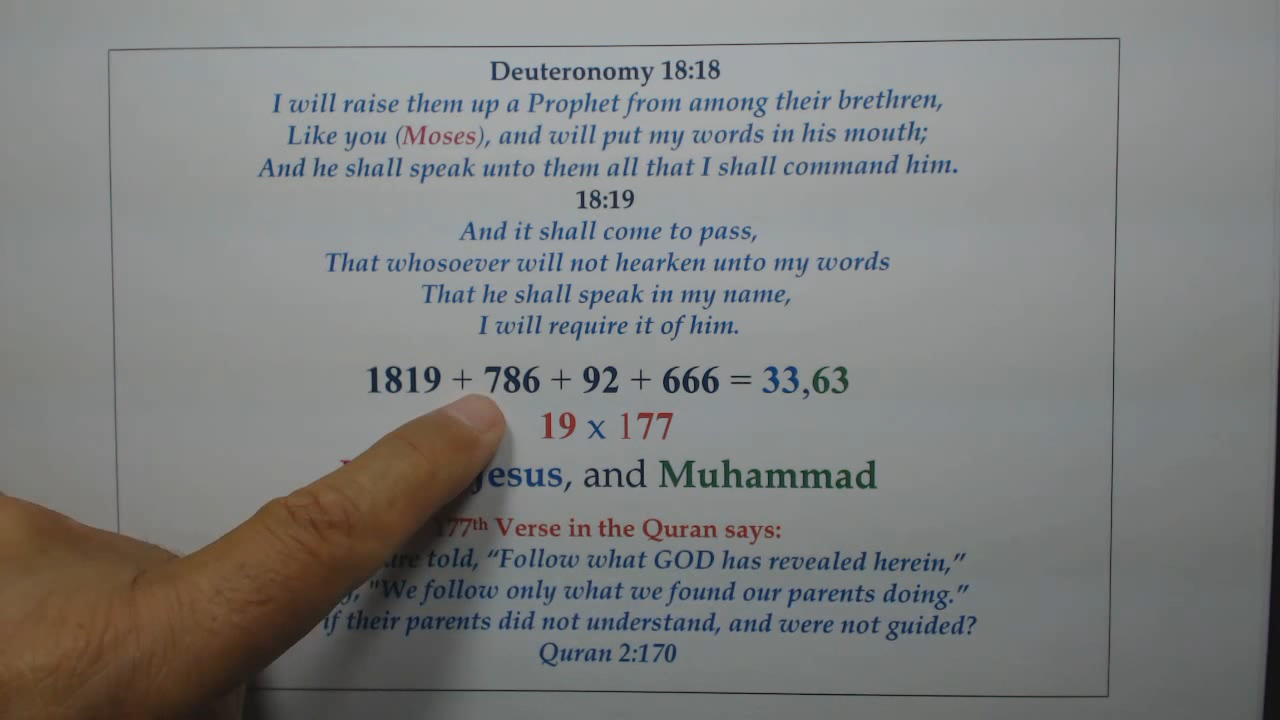 Deuteronomy 18:18
I will raise them up a Prophet from among their brethren,
Like you (Moses), and will put my words in his mouth;
And he shall speak unto them all that I shall command him.
18:19
And it shall come to pass,
That whosoever will not hearken unto my words
That he shall speak in my name,
I will require it of him.
1819 + 786 + 92 + 666 = 33,63
19 x 177
Jesus, and Muhammad
177th Verse in the Quran says:
are told, “Follow what GOD has revealed herein,”
"We follow only what we found our parents doing.”
if their parents did not understand, and were not guided?
Quran 2:170